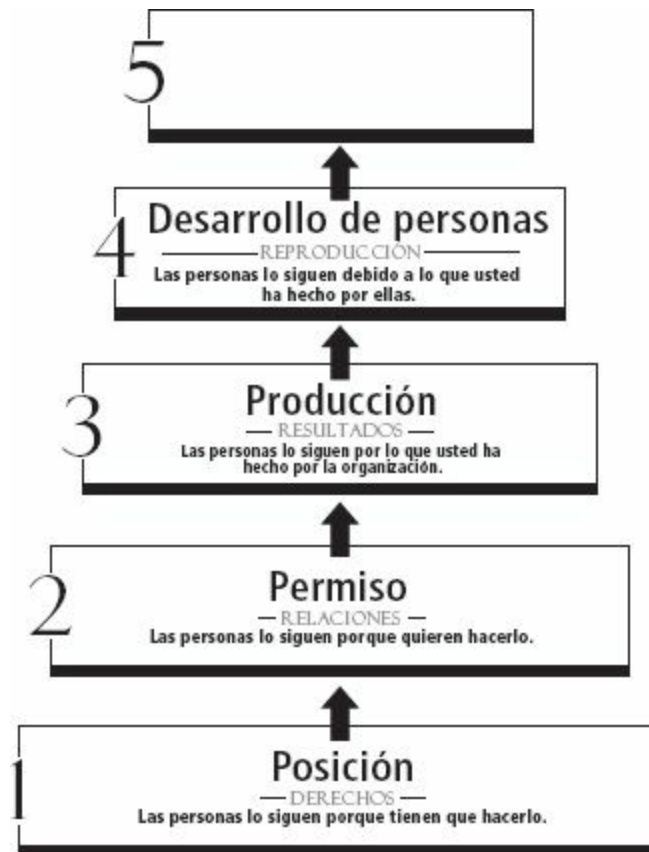 5
4
Desarrollo de personas
REPRODUCCIÓN
Las personas lo siguen debido a lo que usted
ha hecho por ellas.
3
Producción
RESULTADOS
Las personas lo siguen por lo que usted ha
hecho por la organización.
2
Permiso
RELACIONES
Las personas lo siguen porque quieren hacerlo.
1
Posición
DERECHOS
Las personas lo siguen porque tienen que hacerlo.